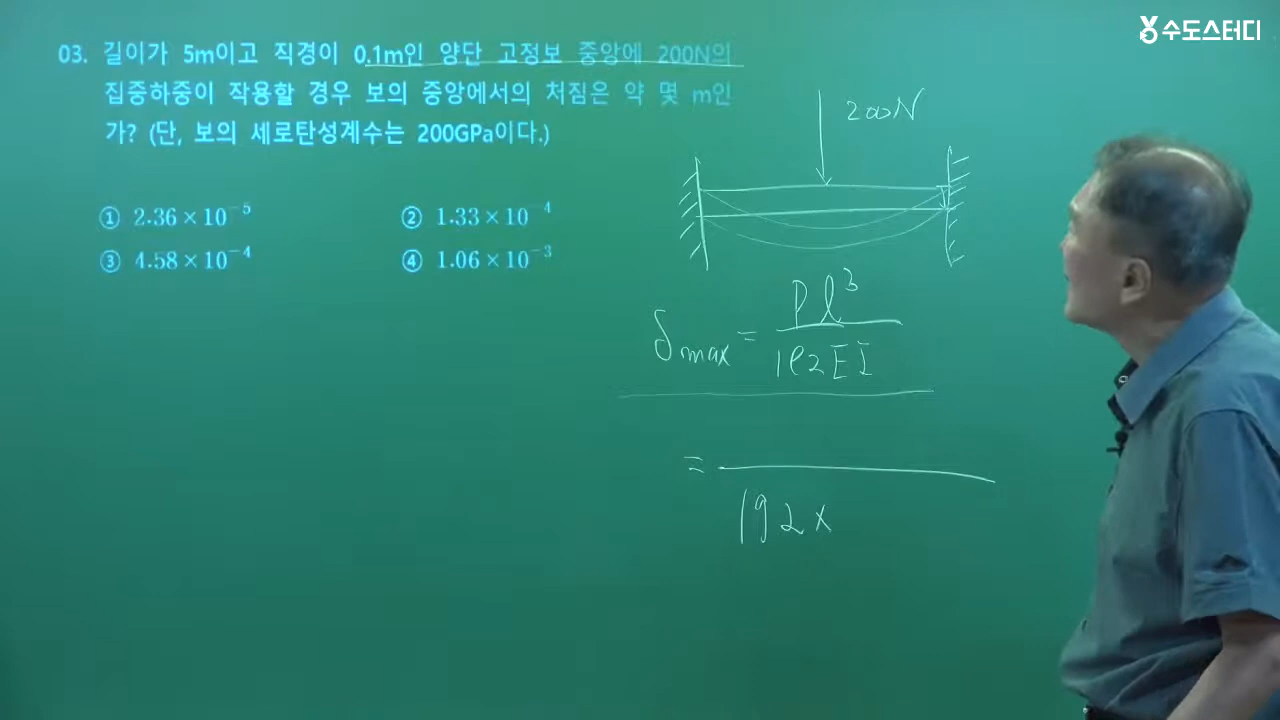 수도스터디
03. 길이가 5m이고 직경이 0.1m인 양단 고정보 중앙에 200N의
집중하중이 작용할 경우 보의 중앙에서의 처짐은 약 몇 m인
가? (단, 보의 세로탄성계수는 200GPa이다.)
① 2.36×10⁻⁵ ② 1.33×10⁻⁴
③ 4.58×10⁻⁴ ④ 1.06×10⁻³
200N
δmax = Pl³ / 192EI
=
192 ×